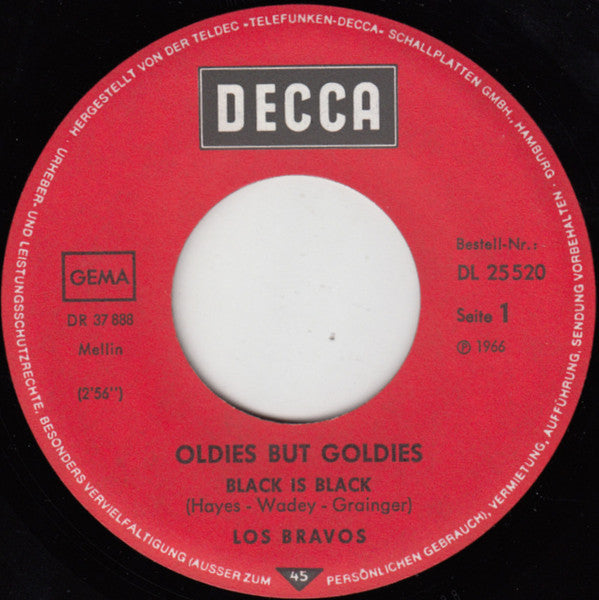 HERGESTELLT VON DER TELDEC »TELEFUNKEN-DECCA« SCHALLPLATTEN GMBH., HAMBURG ·
URHEBER- UND LEISTUNGSSCHUTZRECHTE, BESONDERS VERVIELFÄLTIGUNG (AUSSER ZUM PERSÖNLICHEN GEBRAUCH), VERMIETUNG, AUFFÜHRUNG, SENDUNG VORBEHALTEN
DECCA
GEMA
DR 37 888
Mellin
(2'56'')
Bestell-Nr.:
DL 25 520
Seite 1
℗ 1966
OLDIES BUT GOLDIES
BLACK IS BLACK
(Hayes - Wadey - Grainger)
LOS BRAVOS
45